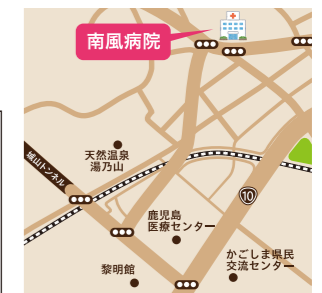 南風病院
天然温泉
湯乃山
城山トンネル
10
鹿児島
医療センター
かごしま県民
交流センター
黎明館